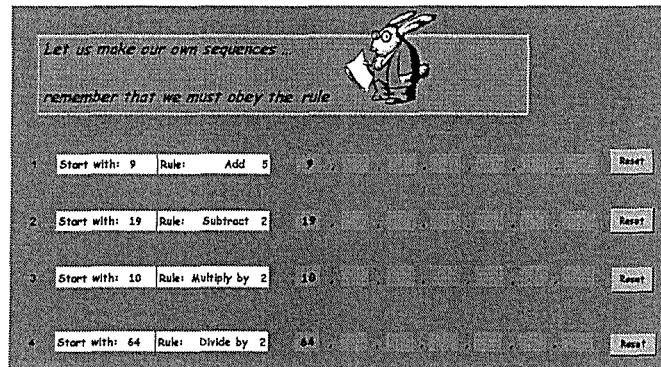 Let us make our own sequences ...
remember that we must obey the rule
1 Start with: 9 Rule: Add 5 9 , , , , , , Reset
2 Start with: 19 Rule: Subtract 2 19 , , , , , , Reset
3 Start with: 10 Rule: Multiply by 2 10 , , , , , , Reset
4 Start with: 64 Rule: Divide by 2 64 , , , , , , Reset